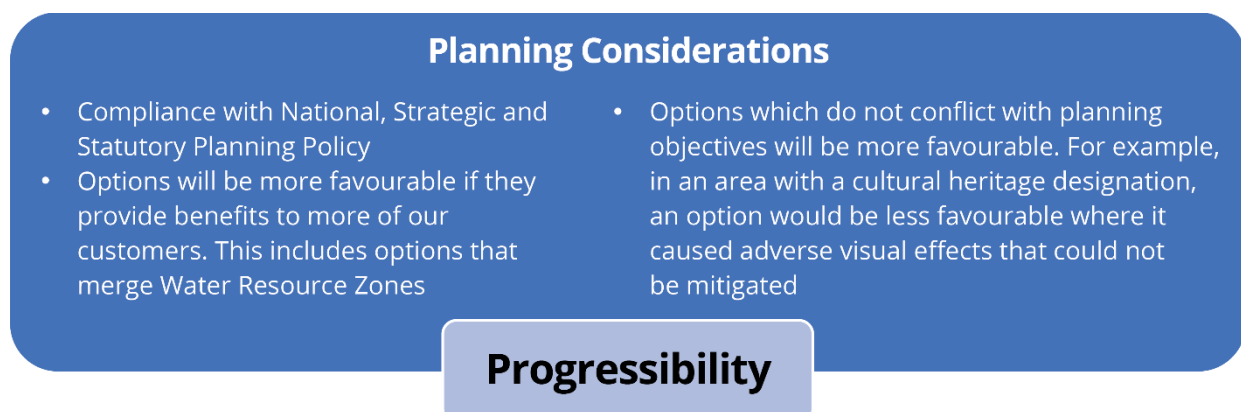 Planning Considerations
• Compliance with National, Strategic and
Statutory Planning Policy
• Options will be more favourable if they
provide benefits to more of our
customers. This includes options that
merge Water Resource Zones
• Options which do not conflict with planning
objectives will be more favourable. For example,
in an area with a cultural heritage designation,
an option would be less favourable where it
caused adverse visual effects that could not
be mitigated
Progressibility